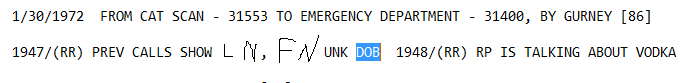 1/30/1972 FROM CAT SCAN - 31553 TO EMERGENCY DEPARTMENT - 31400, BY GURNEY [86]
1947/(RR) PREV CALLS SHOW L N, F N UNK DOB 1948/(RR) RP IS TALKING ABOUT VODKA